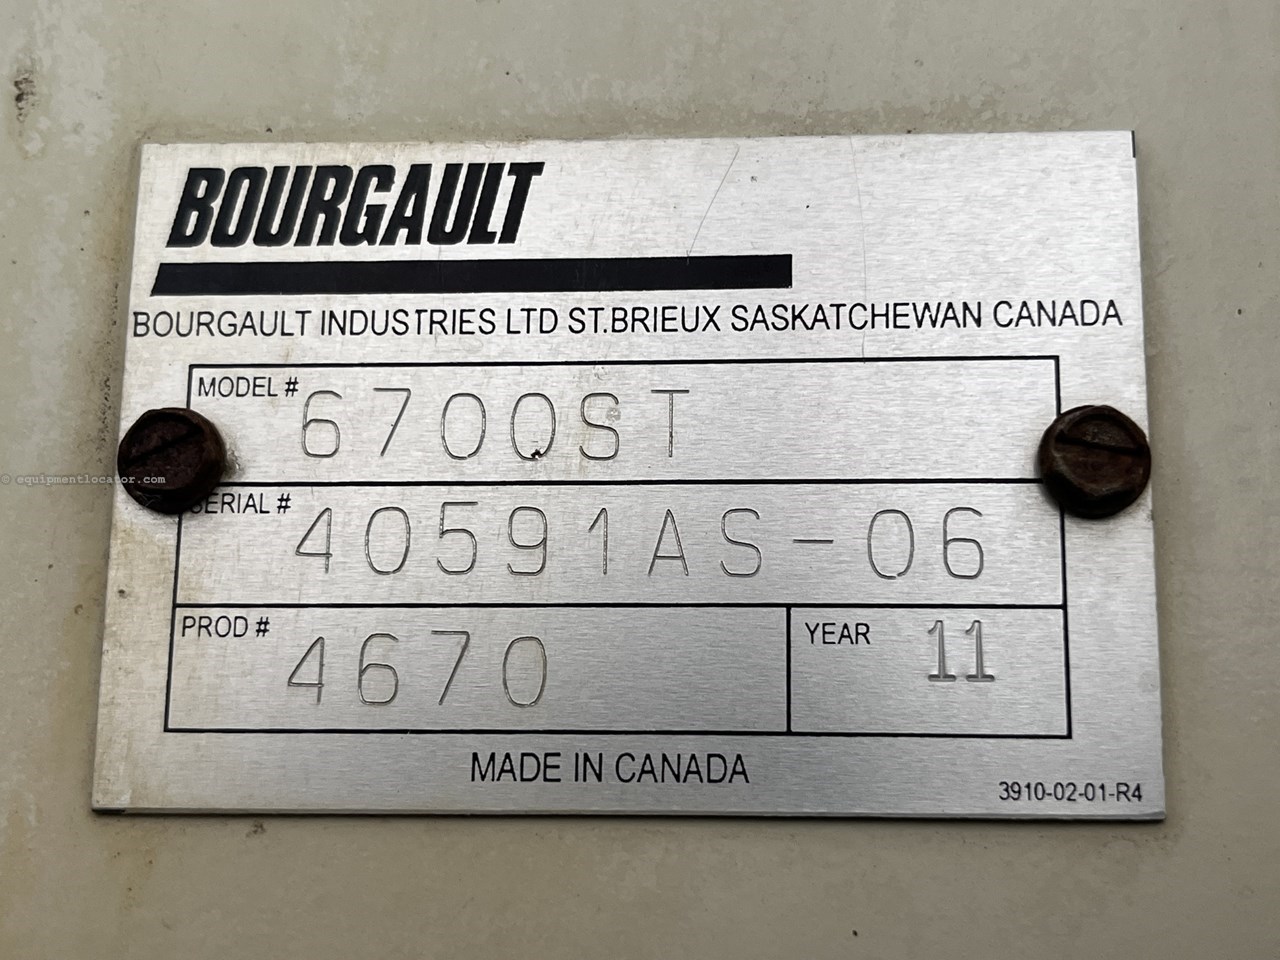 BOURGAULT
BOURGAULT INDUSTRIES LTD ST.BRIEUX SASKATCHEWAN CANADA
MODEL # 6700ST
SERIAL # 40591AS-06
PROD # 4670 YEAR 11
MADE IN CANADA
3910-02-01-R4
© equipmentlocator.com